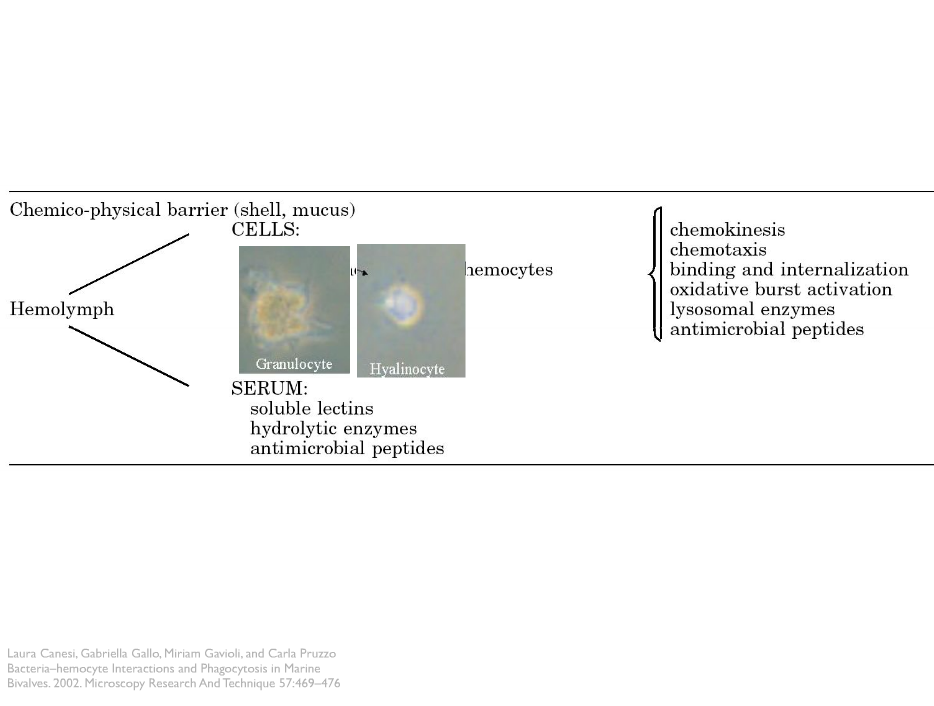 Chemico-physical barrier (shell, mucus)
CELLS:
hemocytes
Granulocyte
Hyalinocyte
chemokinesis
chemotaxis
binding and internalization
oxidative burst activation
lysosomal enzymes
antimicrobial peptides
Hemolymph
SERUM:
soluble lectins
hydrolytic enzymes
antimicrobial peptides
Laura Canesi, Gabriella Gallo, Miriam Gavioli, and Carla Pruzzo
Bacteria–hemocyte Interactions and Phagocytosis in Marine
Bivalves. 2002. Microscopy Research And Technique 57:469–476